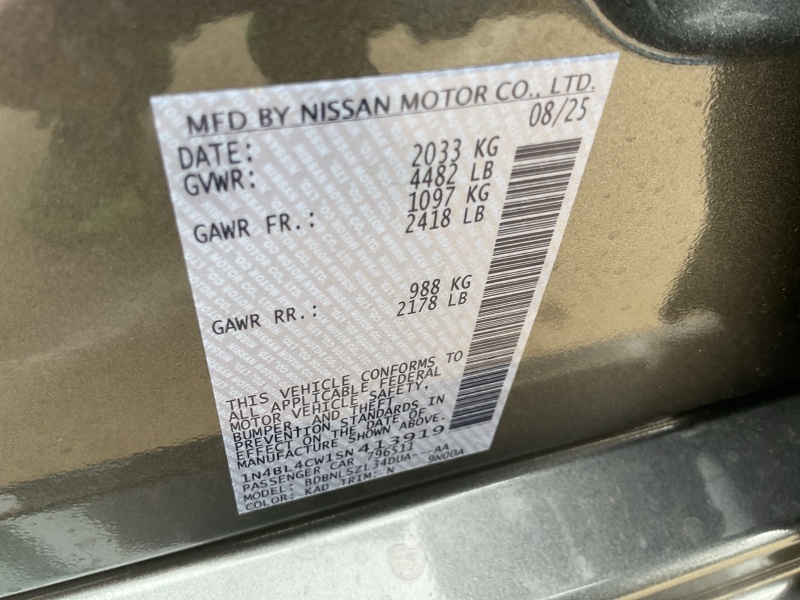 MFD BY NISSAN MOTOR CO., LTD.
DATE: 08/25
GVWR: 2033 KG
4482 LB
GAWR FR.: 1097 KG
2418 LB
GAWR RR.: 988 KG
2178 LB
THIS VEHICLE CONFORMS TO
ALL APPLICABLE FEDERAL
MOTOR VEHICLE SAFETY,
BUMPER, AND THEFT
PREVENTION STANDARDS IN
EFFECT ON THE DATE OF
MANUFACTURE SHOWN ABOVE.
1N4BL4CW1SN413919
PASSENGER CAR 796511
MODEL: BDBNLSZL34DUA---AA
COLOR: KAD TRIM: N 9N00A